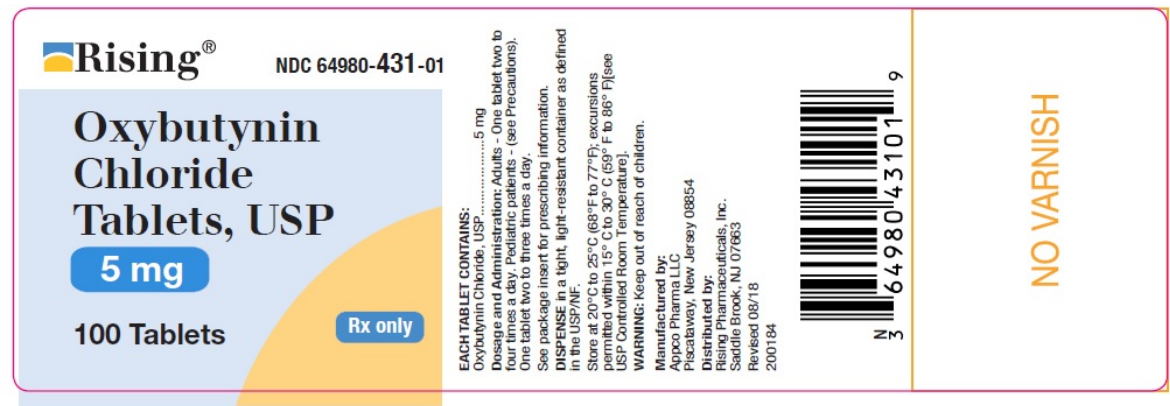 Rising®
NDC 64980-431-01
Oxybutynin
Chloride
Tablets, USP
5 mg
100 Tablets
Rx only
EACH TABLET CONTAINS:
Oxybutynin Chloride, USP.....................5 mg
Dosage and Administration: Adults - One tablet two to
four times a day. Pediatric patients - (see Precautions).
One tablet two to three times a day.
See package insert for prescribing information.
DISPENSE in a tight, light-resistant container as defined
in the USP/NF.
Store at 20°C to 25°C (68°F to 77°F); excursions
permitted within 15° C to 30° C (59° F to 86° F)[see
USP Controlled Room Temperature].
WARNING: Keep out of reach of children.
Manufactured by:
Appco Pharma LLC
Piscataway, New Jersey 08854
Distributed by:
Rising Pharmaceuticals, Inc.
Saddle Brook, NJ 07663
Revised 08/18
200184
N
3 64980 43101 9
NO VARNISH